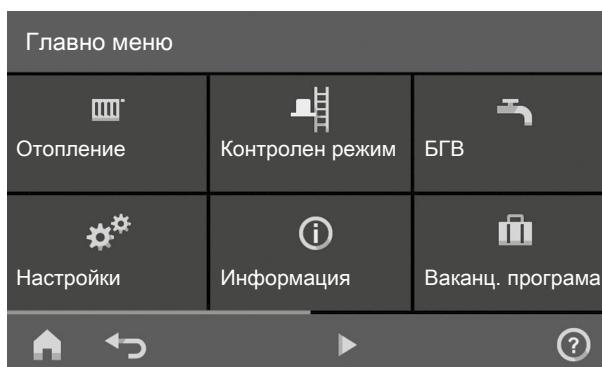 Главно меню
Отопление
Контролен режим
БГВ
Настройки
Информация
Ваканц. програма
?